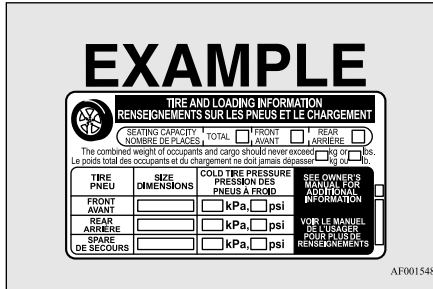 EXAMPLE
TIRE AND LOADING INFORMATION
RENSEIGNEMENTS SUR LES PNEUS ET LE CHARGEMENT
SEATING CAPACITY
NOMBRE DE PLACES
TOTAL
FRONT
AVANT
REAR
ARRIÈRE
The combined weight of occupants and cargo should never exceed kg or lbs.
Le poids total des occupants et du chargement ne doit jamais dépasser kg ou lb.
TIRE
PNEU
SIZE
DIMENSIONS
COLD TIRE PRESSURE
PRESSION DES
PNEUS À FROID
SEE OWNER'S
MANUAL FOR
ADDITIONAL
INFORMATION
FRONT
AVANT
kPa, psi
REAR
ARRIÈRE
kPa, psi
SPARE
DE SECOURS
kPa, psi
VOIR LE MANUEL
DE L'USAGER
POUR PLUS DE
RENSEIGNEMENTS
AF001548